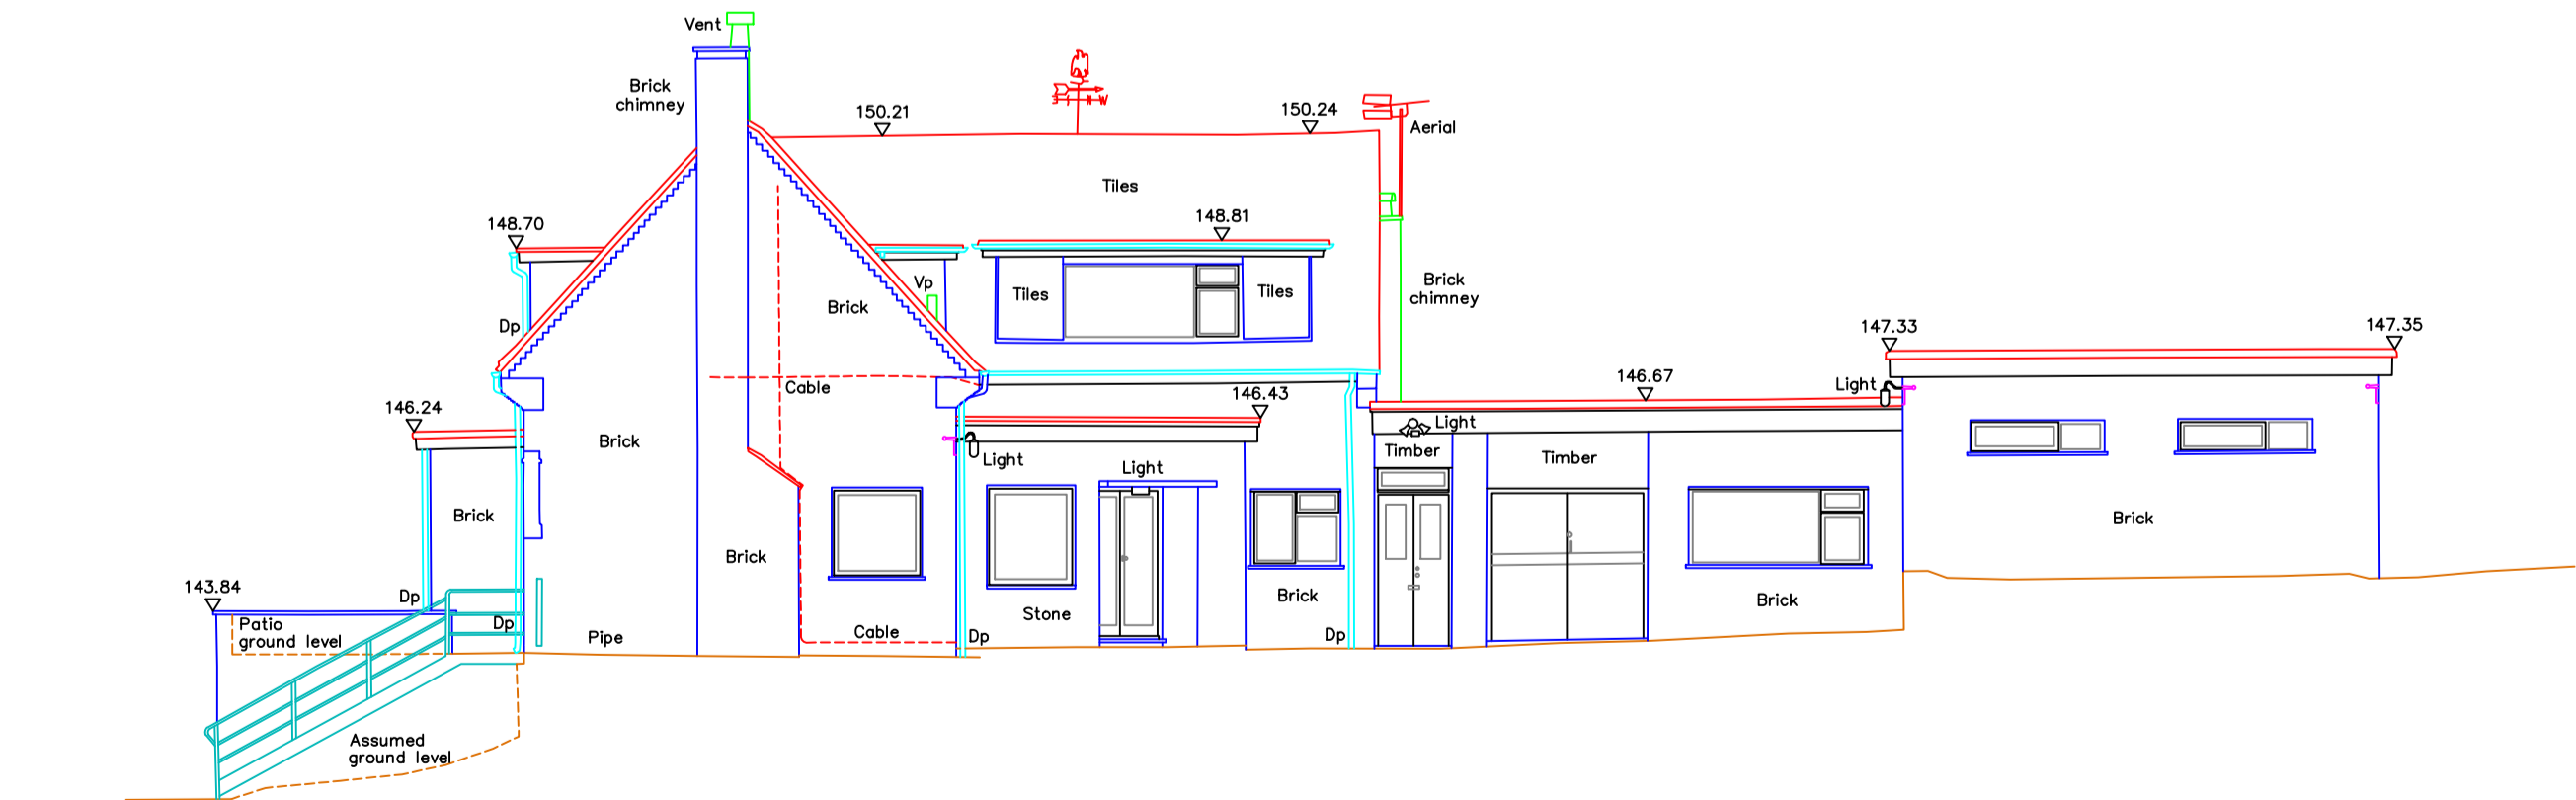 Vent
Brick
chimney
150.21
150.24
Aerial
Tiles
148.70
148.81
Vp
Brick
Tiles
Tiles
Brick
chimney
Dp
147.33
147.35
Cable
146.67
Light
146.24
146.43
Light
Brick
Light
Light
Timber
Timber
Brick
Brick
Brick
143.84
Dp
Patio
ground level
Dp
Pipe
Cable
Dp
Stone
Brick
Dp
Brick
Assumed
ground level